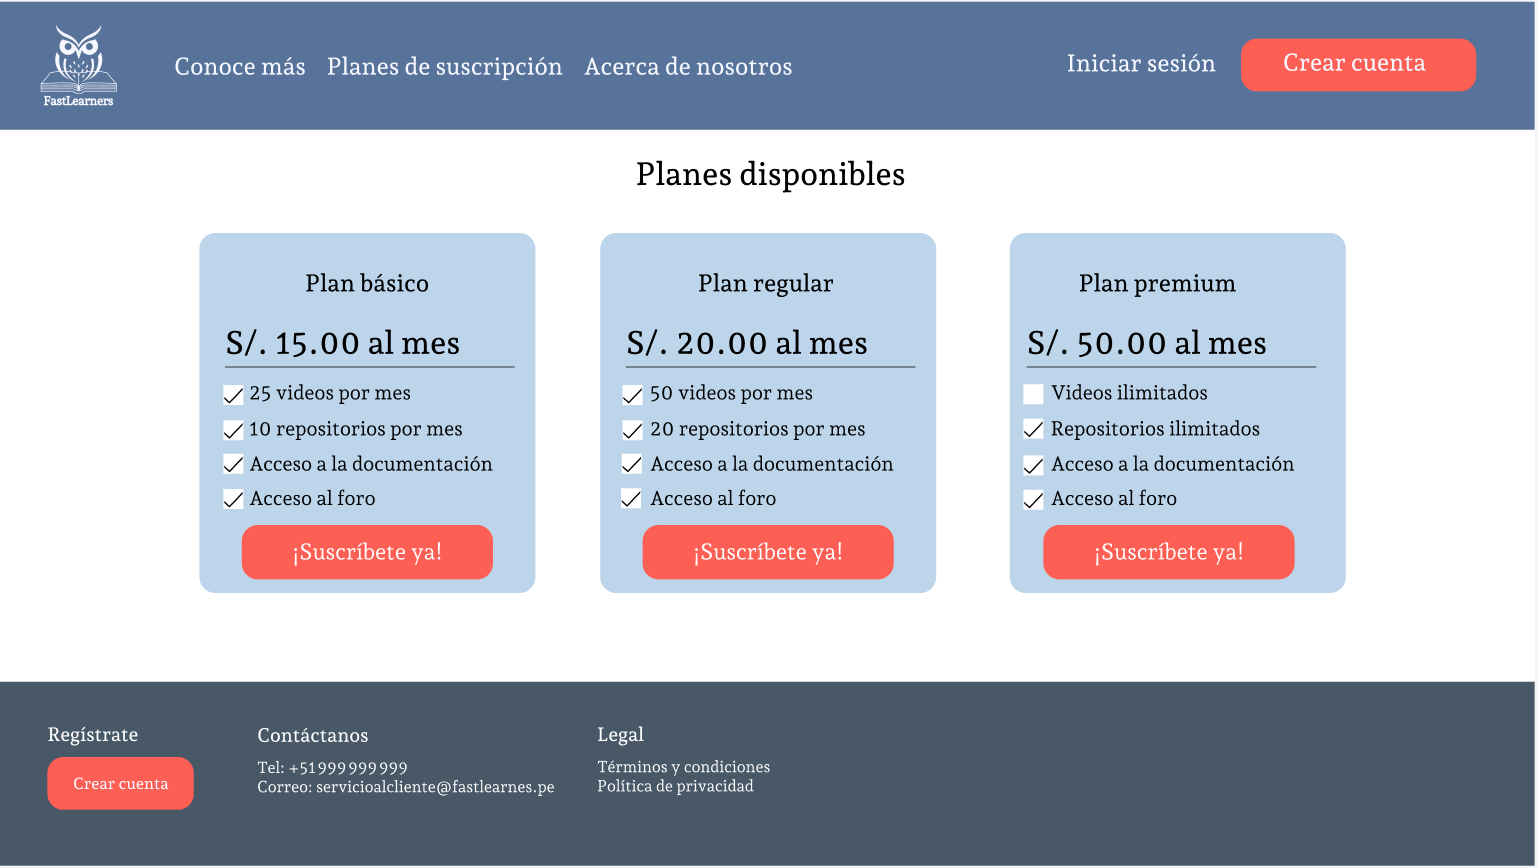 FastLearners
Conoce más
Planes de suscripción
Acerca de nosotros
Iniciar sesión
Crear cuenta
Planes disponibles
Plan básico
S/. 15.00 al mes
25 videos por mes
10 repositorios por mes
Acceso a la documentación
Acceso al foro
¡Suscríbete ya!
Plan regular
S/. 20.00 al mes
50 videos por mes
20 repositorios por mes
Acceso a la documentación
Acceso al foro
¡Suscríbete ya!
Plan premium
S/. 50.00 al mes
Videos ilimitados
Repositorios ilimitados
Acceso a la documentación
Acceso al foro
¡Suscríbete ya!
Regístrate
Crear cuenta
Contáctanos
Tel: +51999999999
Correo: servicioalcliente@fastlearnes.pe
Legal
Términos y condiciones
Política de privacidad